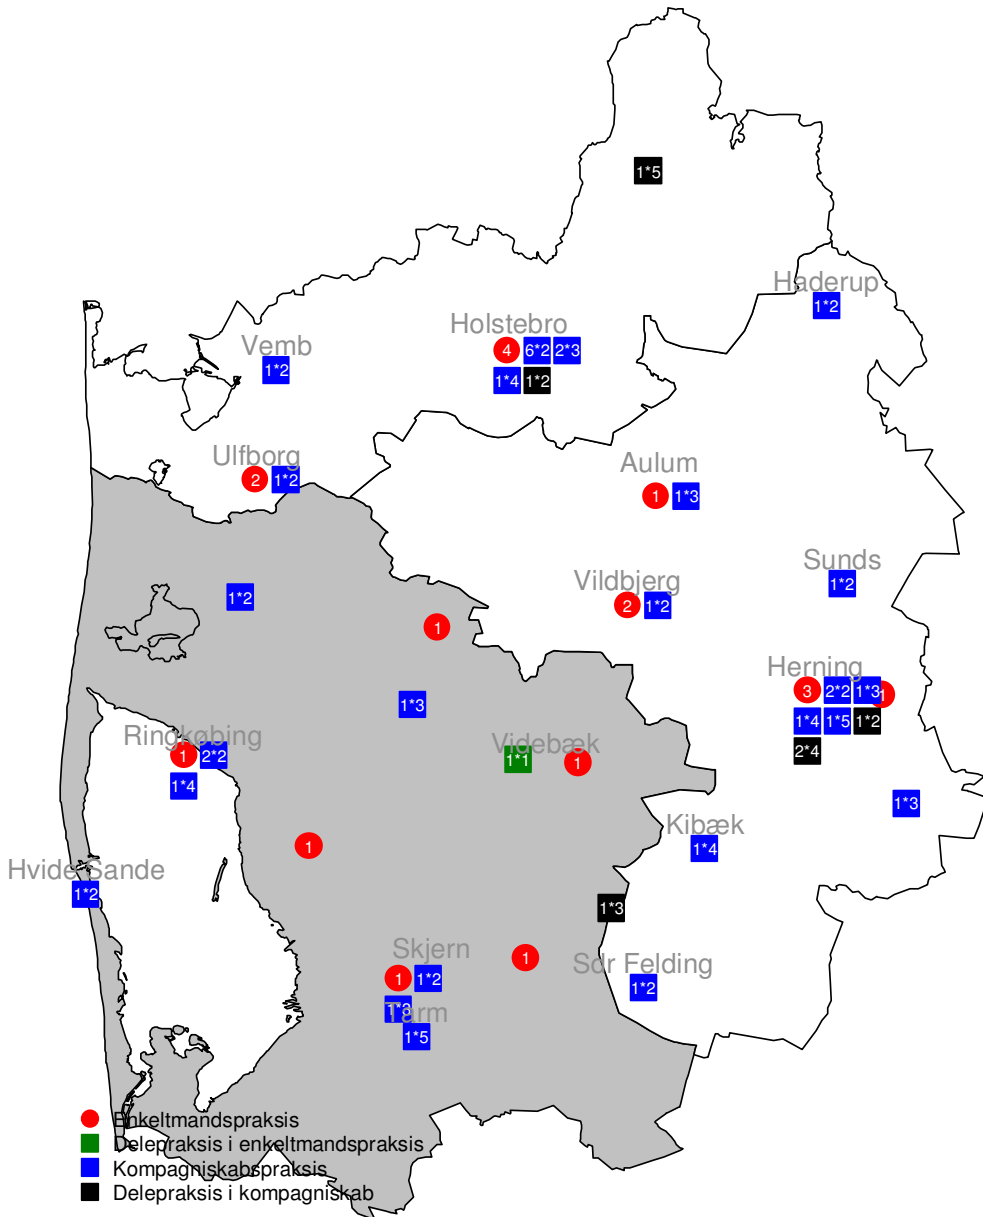 1*5
Haderup
1*2
Holstebro
4 6*2 2*3
1*4 1*2
Vemb
1*2
Ulfborg
2 1*2
Aulum
1 1*3
Sunds
1*2
Vildbjerg
2 1*2
1*2
1
Herning
3 2*2 1*3 1
1*4 1*5 1*2
2*4
1*3
Ringkøbing
1 2*2
1*4
Videbæk
1*1 1
1*3
Kibæk
1*4
1
Hvide Sande
1*2
1*3
Skjern
1 1*2
1*3
Tarm
1*5
1
Sdr Felding
1*2
Enkeltmandspraksis
Delepraksis i enkeltmandspraksis
Kompagniskabspraksis
Delepraksis i kompagniskab